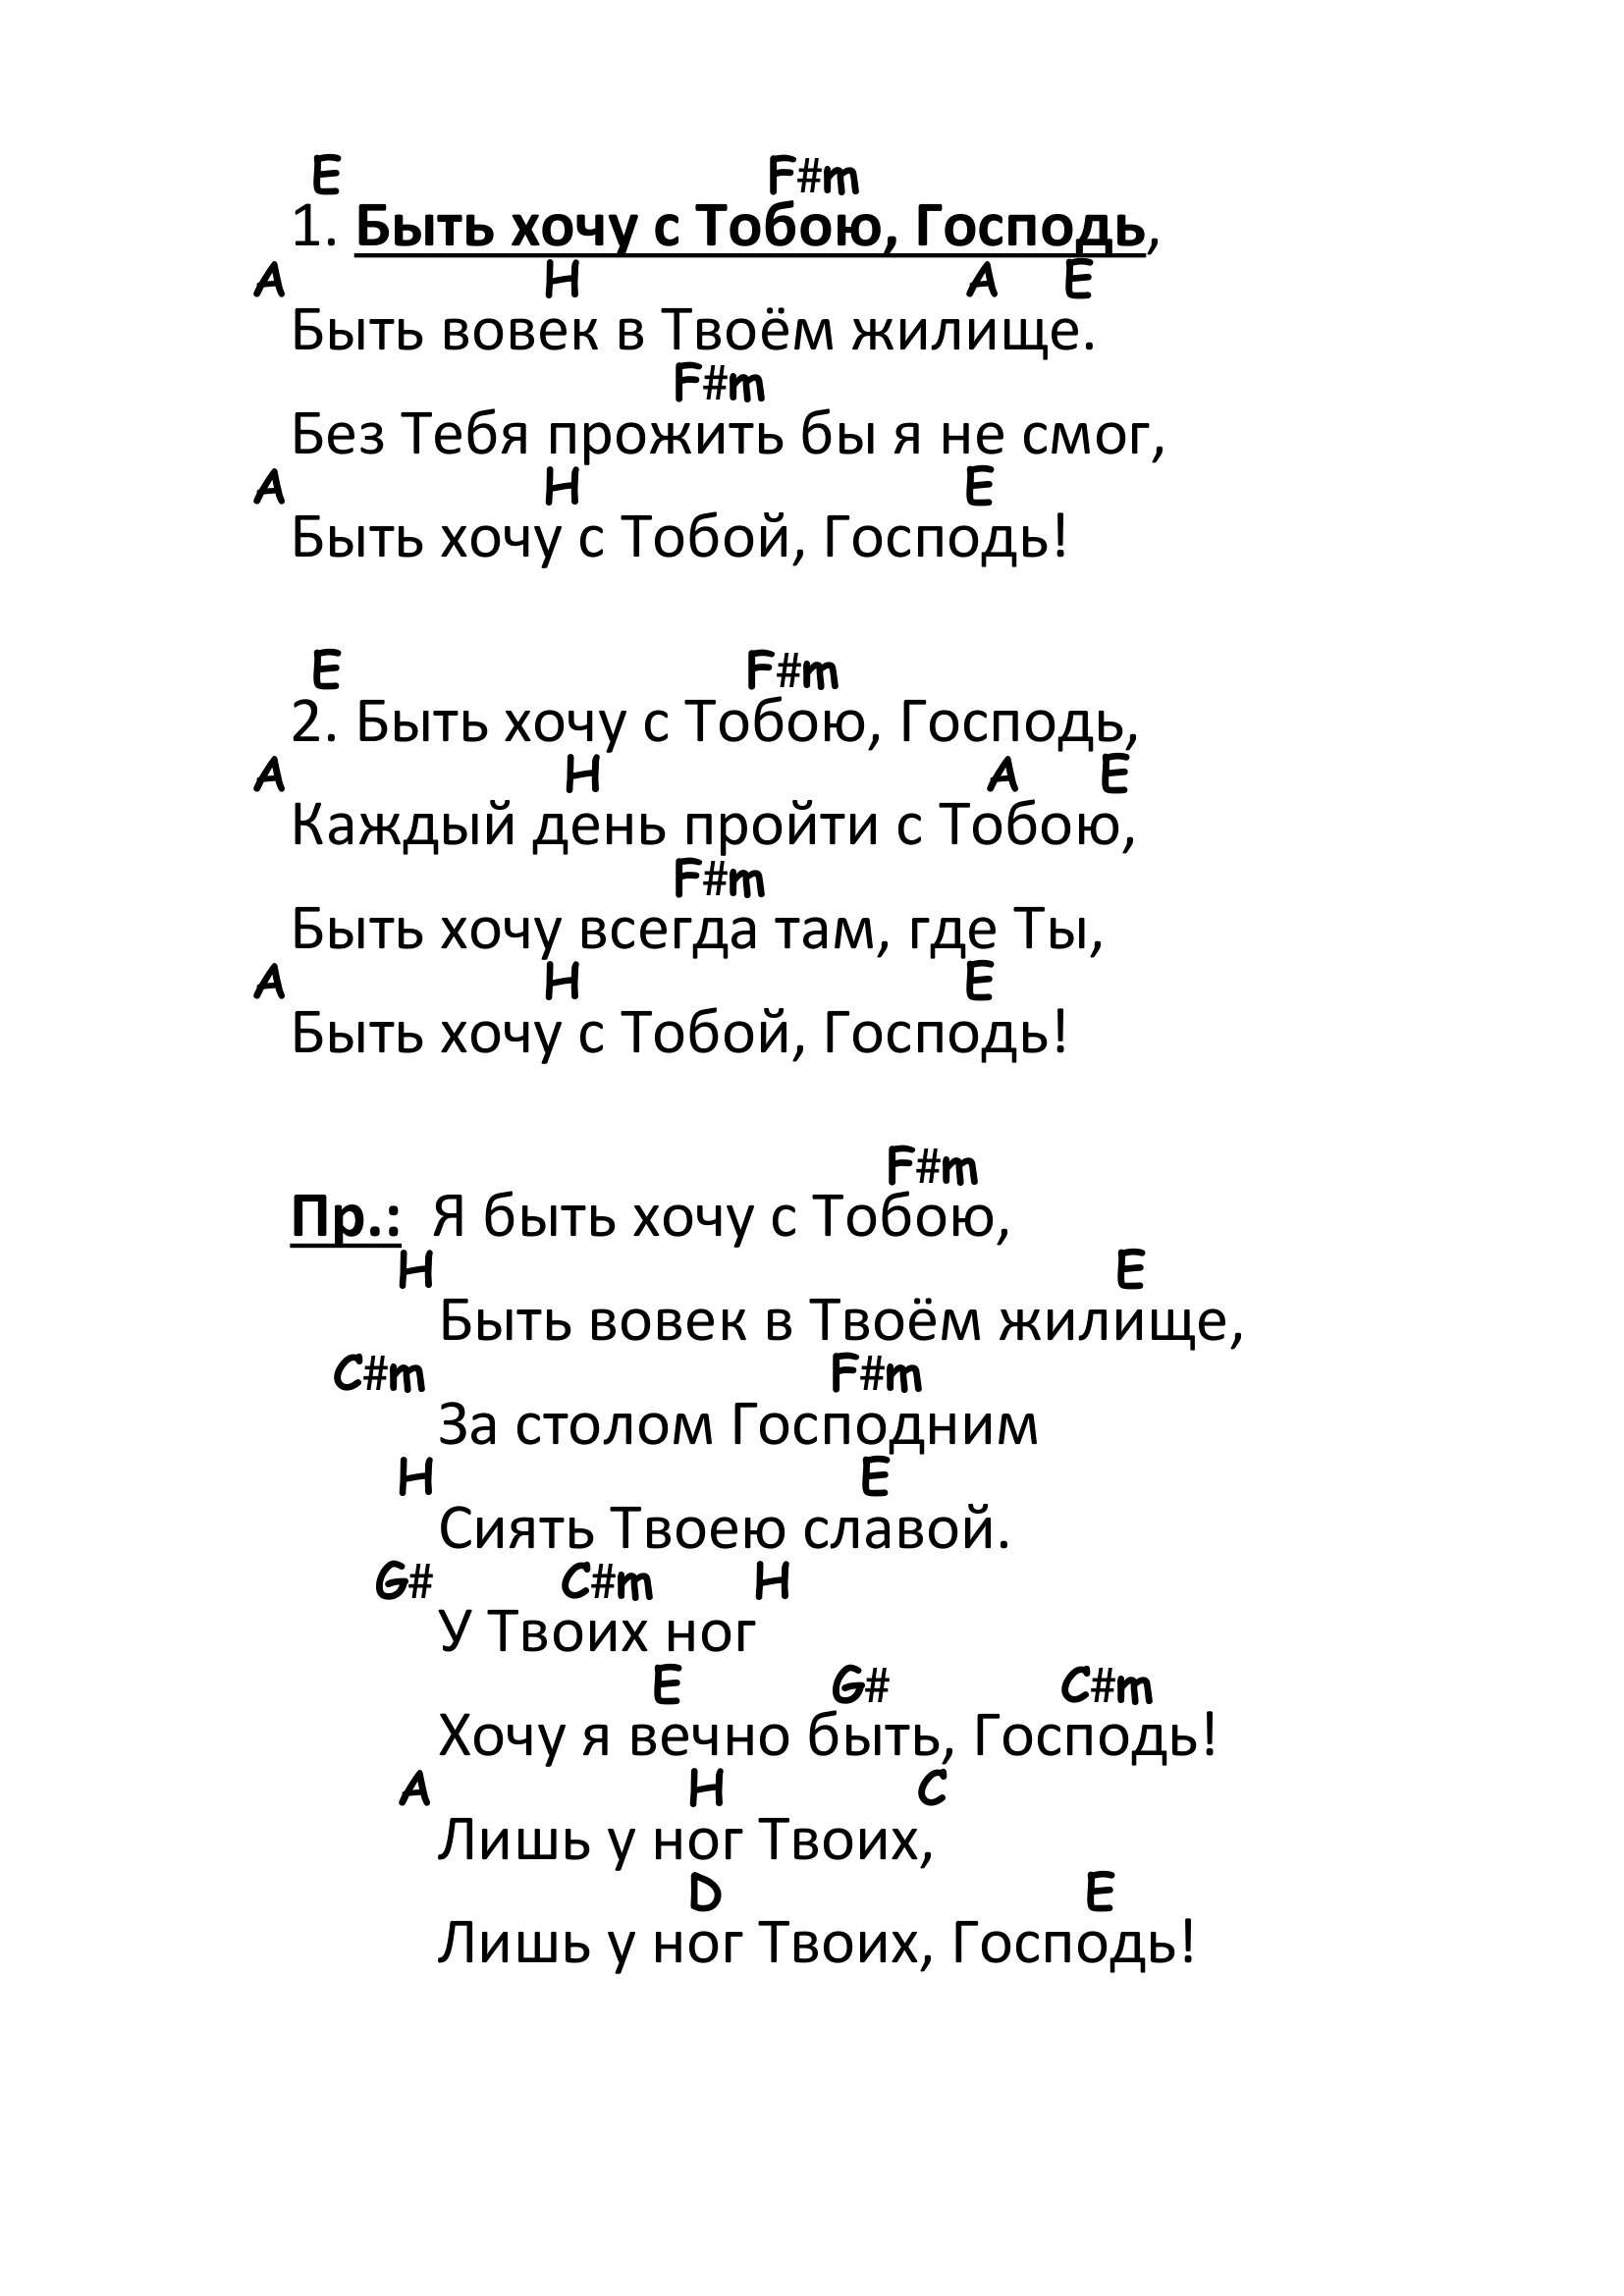 E F#m
1. Быть хочу с Тобою, Господь,
A H A E
Быть вовек в Твоём жилище.
F#m
Без Тебя прожить бы я не смог,
A H E
Быть хочу с Тобой, Господь!
E F#m
2. Быть хочу с Тобою, Господь,
A H A E
Каждый день пройти с Тобою,
F#m
Быть хочу всегда там, где Ты,
A H E
Быть хочу с Тобой, Господь!
F#m
Пр.: Я быть хочу с Тобою,
H E
Быть вовек в Твоём жилище,
C#m F#m
За столом Господним
H E
Сиять Твоею славой.
G# C#m H
У Твоих ног
E G# C#m
Хочу я вечно быть, Господь!
A H C
Лишь у ног Твоих,
D E
Лишь у ног Твоих, Господь!